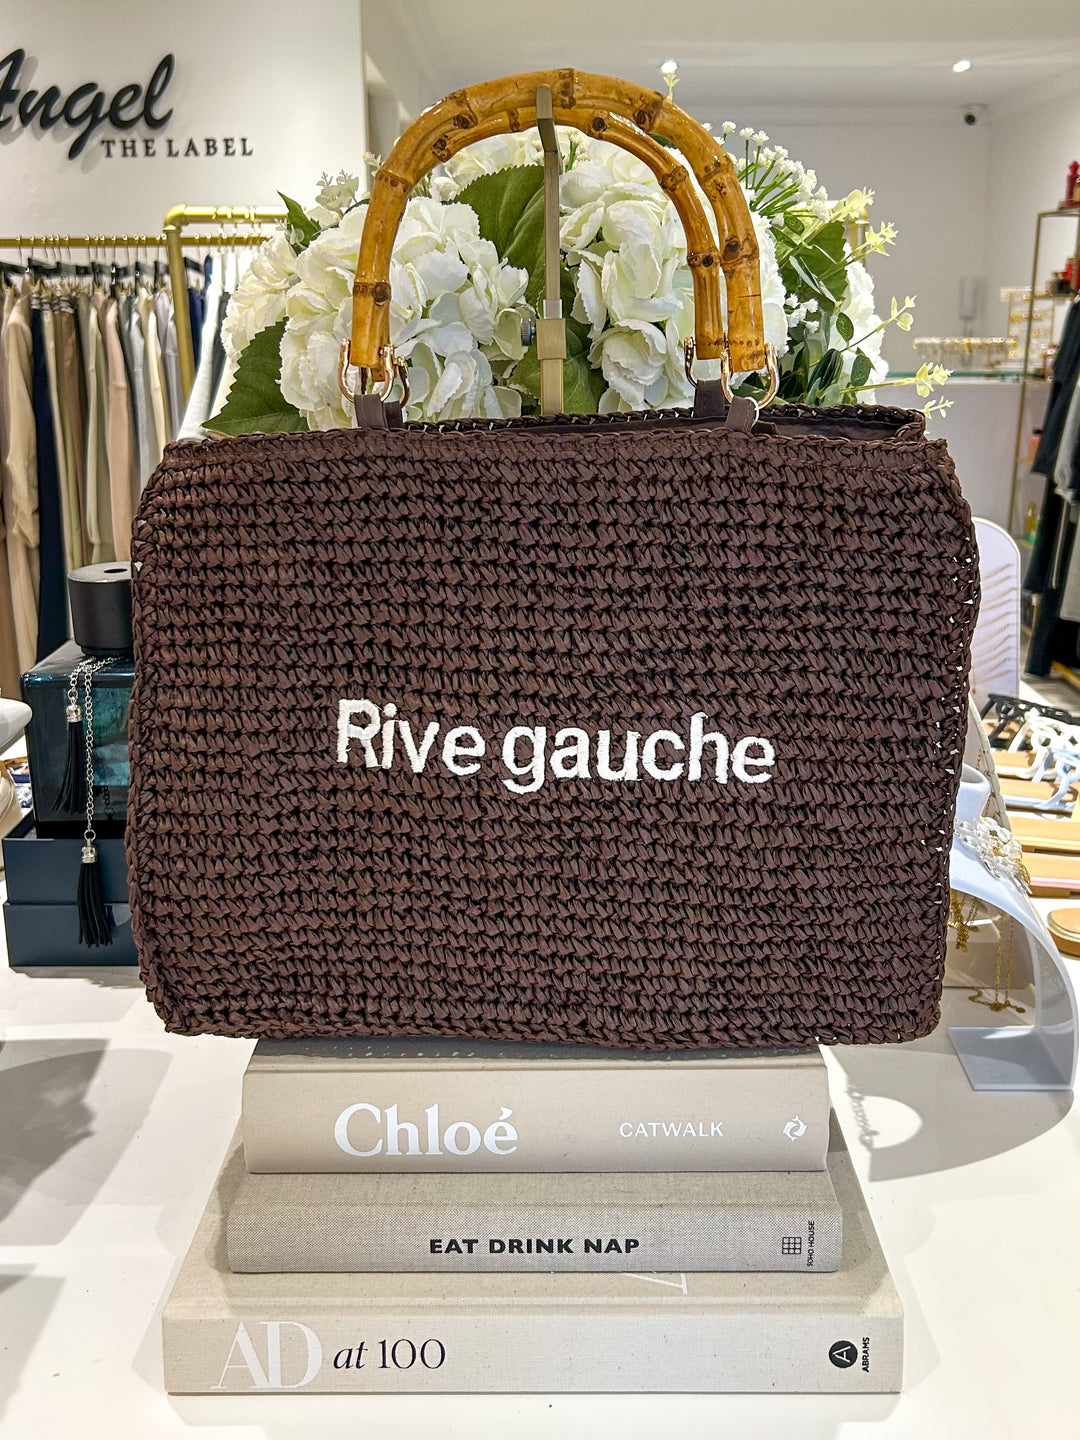 Angel
THE LABEL
Rive gauche
Chloé CATWALK
EAT DRINK NAP SOHO HOUSE
AD at 100 A ABRAMS